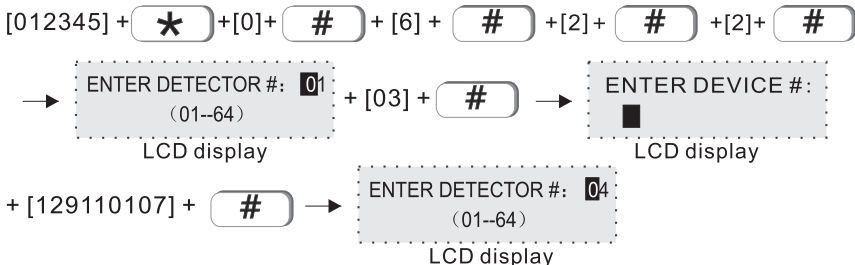 [012345] + * +[0]+ # + [6] + # +[2]+ # +[2]+ #
ENTER DETECTOR #: 01
（01--64）
LCD display
+ [03] + #
ENTER DEVICE #:
LCD display
+ [129110107] + #
ENTER DETECTOR #: 04
（01--64）
LCD display